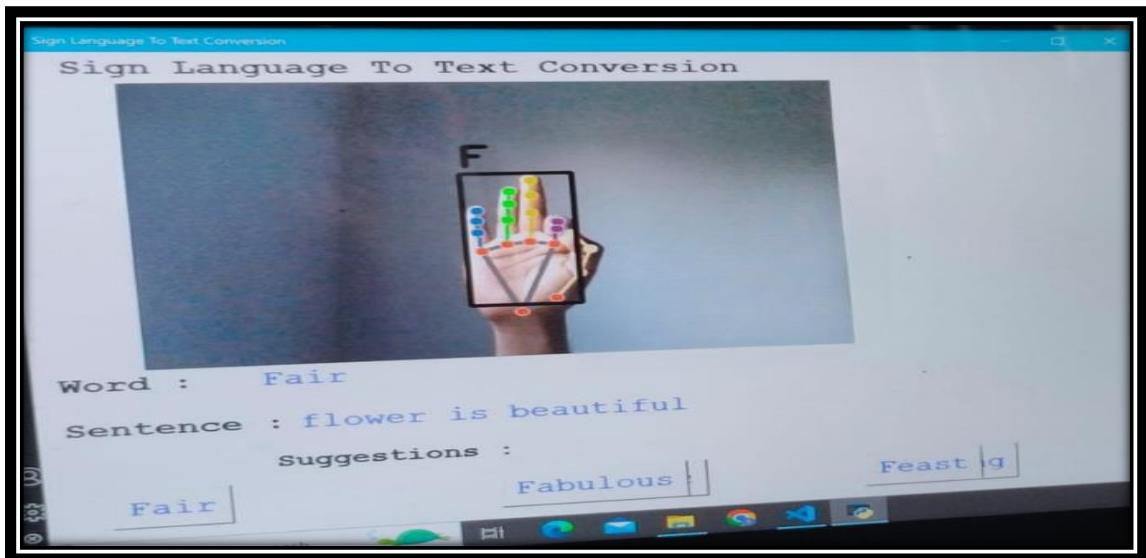 Sign Language To Text Conversion
Sign Language To Text Conversion
F
Word : Fair
Sentence : flower is beautiful
Suggestions :
Fair Fabulous Feast g